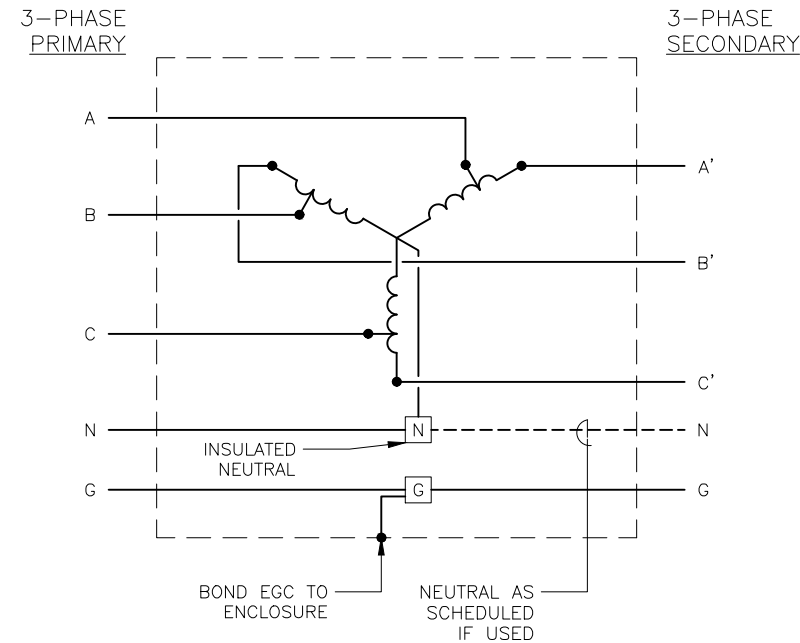 3-PHASE
PRIMARY
3-PHASE
SECONDARY
A
A'
B
B'
C
C'
N
N
N
INSULATED
NEUTRAL
G
G
G
BOND EGC TO
ENCLOSURE
NEUTRAL AS
SCHEDULED
IF USED